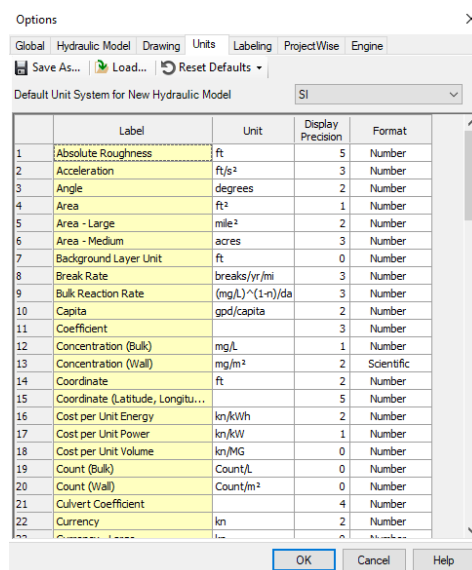 Options
Global Hydraulic Model Drawing Units Labeling ProjectWise Engine
Save As... Load... Reset Defaults
Default Unit System for New Hydraulic Model SI
Label Unit Display Precision Format
1 Absolute Roughness ft 5 Number
2 Acceleration ft/s² 3 Number
3 Angle degrees 2 Number
4 Area ft² 1 Number
5 Area - Large mile² 2 Number
6 Area - Medium acres 3 Number
7 Background Layer Unit ft 0 Number
8 Break Rate breaks/yr/mi 3 Number
9 Bulk Reaction Rate (mg/L)^(1-n)/da 3 Number
10 Capita gpd/capita 2 Number
11 Coefficient 3 Number
12 Concentration (Bulk) mg/L 1 Number
13 Concentration (Wall) mg/m² 2 Scientific
14 Coordinate ft 2 Number
15 Coordinate (Latitude, Longitu... 5 Number
16 Cost per Unit Energy kn/kWh 2 Number
17 Cost per Unit Power kn/kW 1 Number
18 Cost per Unit Volume kn/MG 0 Number
19 Count (Bulk) Count/L 0 Number
20 Count (Wall) Count/m² 0 Number
21 Culvert Coefficient 4 Number
22 Currency kn 2 Number
OK Cancel Help